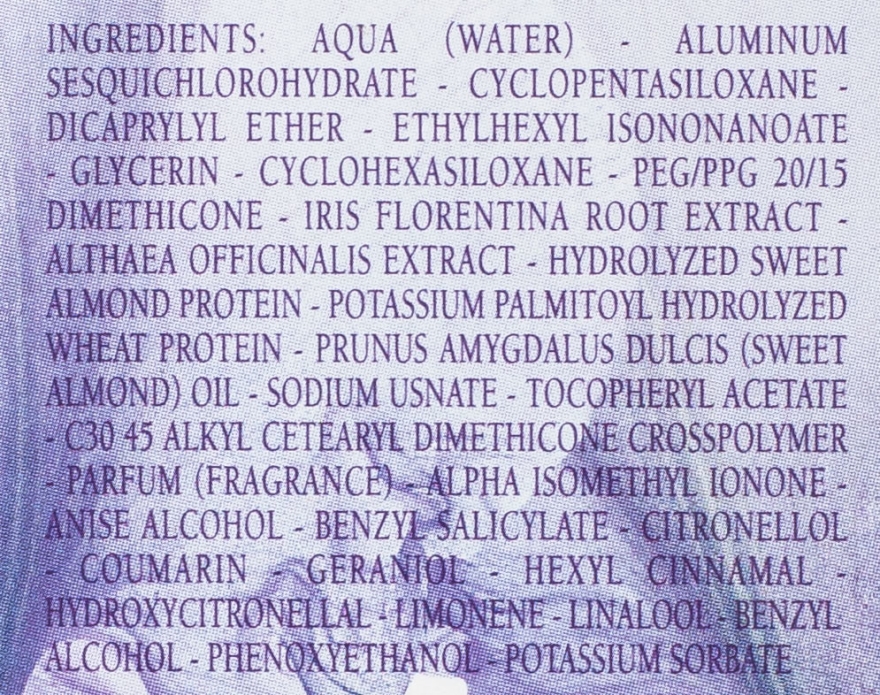 INGREDIENTS: AQUA (WATER) - ALUMINUM
SESQUICHLOROHYDRATE - CYCLOPENTASILOXANE -
DICAPRYLYL ETHER - ETHYLHEXYL ISONONANOATE
- GLYCERIN - CYCLOHEXASILOXANE - PEG/PPG 20/15
DIMETHICONE - IRIS FLORENTINA ROOT EXTRACT -
ALTHAEA OFFICINALIS EXTRACT - HYDROLYZED SWEET
ALMOND PROTEIN - POTASSIUM PALMITOYL HYDROLYZED
WHEAT PROTEIN - PRUNUS AMYGDALUS DULCIS (SWEET
ALMOND) OIL - SODIUM USNATE - TOCOPHERYL ACETATE
- C30 45 ALKYL CETEARYL DIMETHICONE CROSSPOLYMER
- PARFUM (FRAGRANCE) - ALPHA ISOMETHYL IONONE -
ANISE ALCOHOL - BENZYL SALICYLATE - CITRONELLOL
- COUMARIN - GERANIOL - HEXYL CINNAMAL -
HYDROXYCITRONELLAL - LIMONENE - LINALOOL - BENZYL
ALCOHOL - PHENOXYETHANOL - POTASSIUM SORBATE